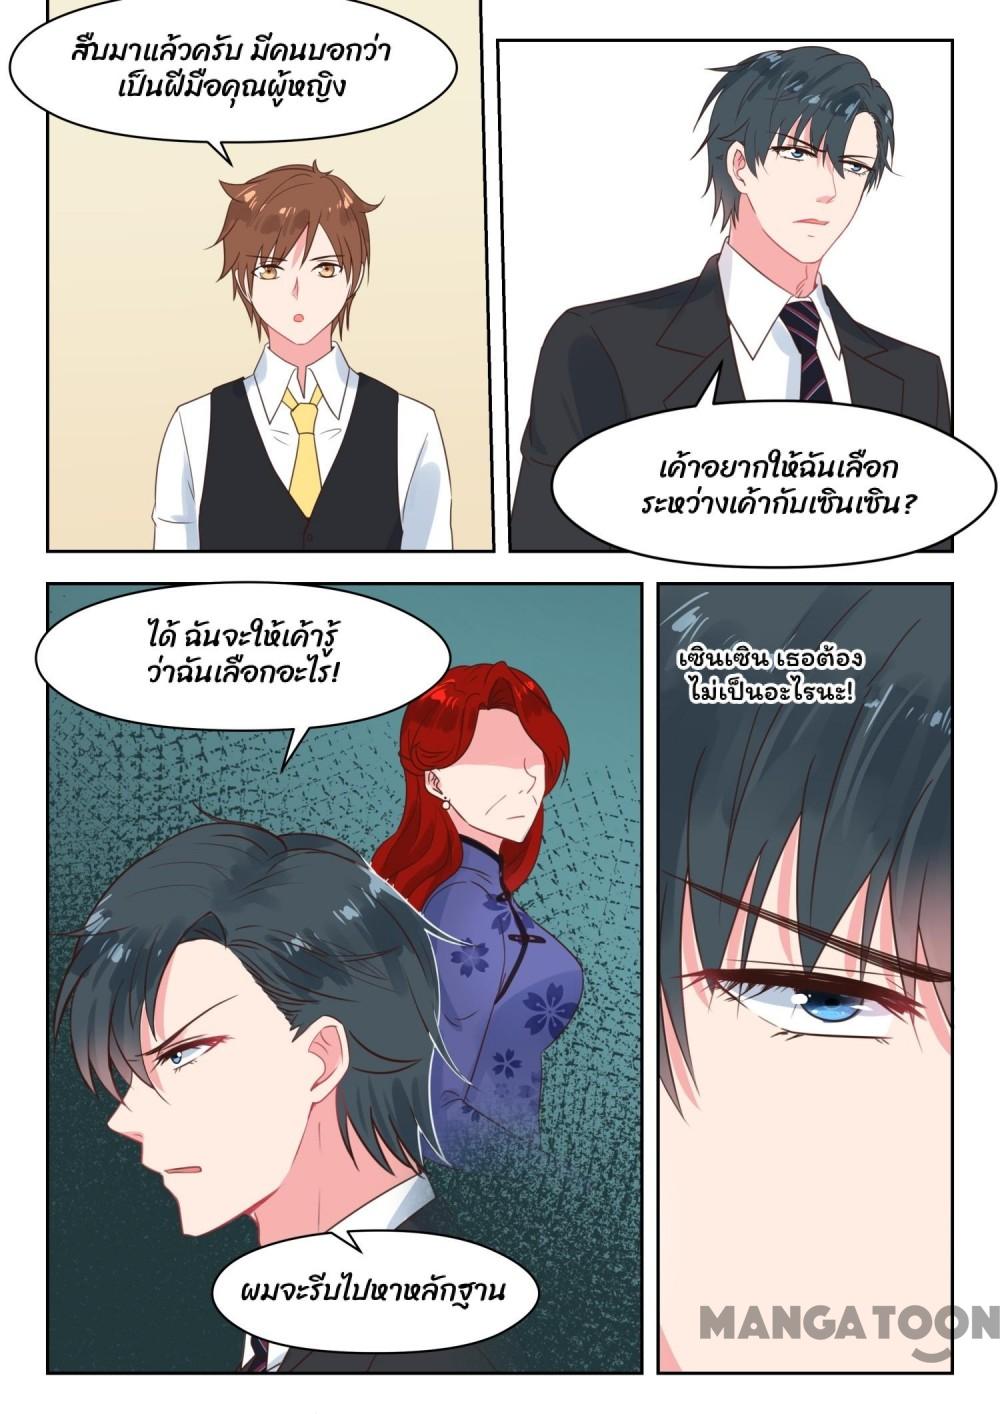 สืบมาแล้วครับ มีคนบอกว่า
เป็นฝีมือคุณผู้หญิง
เค้าอยากให้ฉันเลือก
ระหว่างเค้ากับเซินเซิน?
ได้ ฉันจะให้เค้ารู้
ว่าฉันเลือกอะไร!
เซินเซิน เธอต้อง
ไม่เป็นอะไรนะ!
ผมจะรีบไปหาหลักฐาน
MANGATOON